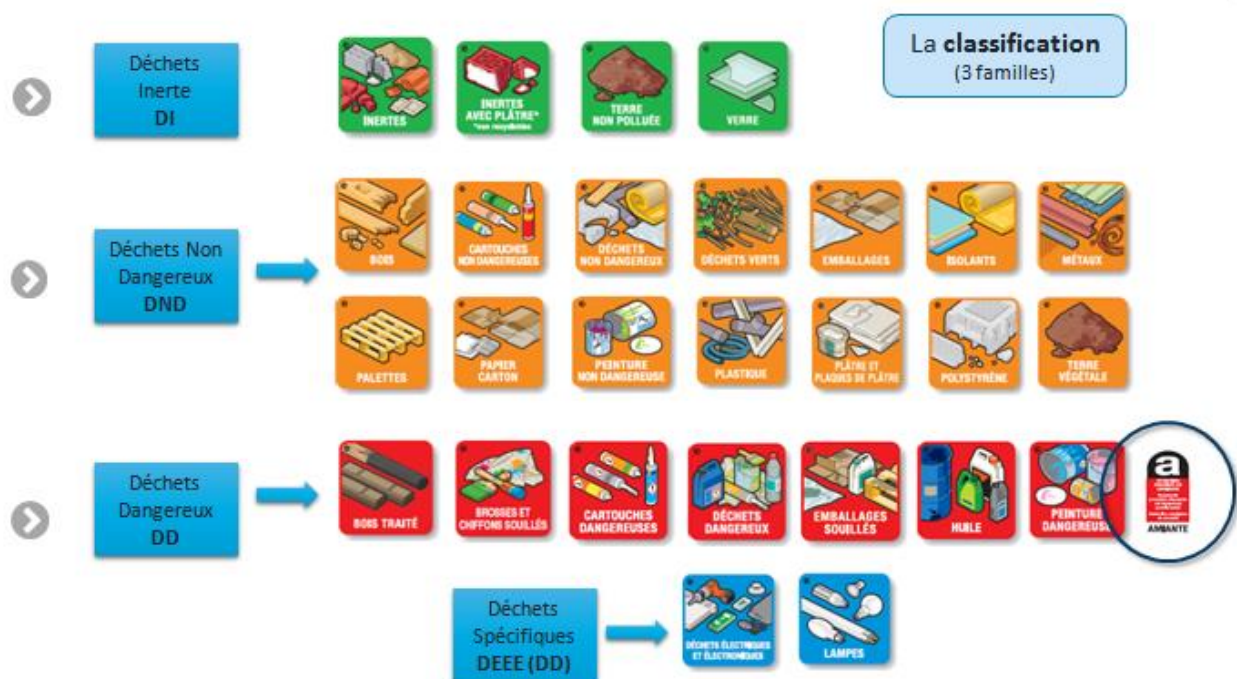 La classification
(3 familles)
Déchets
Inerte
DI
INERTES
INERTES
AVEC PLÂTRE*
*non recyclables
TERRE
NON POLLUÉE
VERRE
Déchets Non
Dangereux
DND
BOIS
CARTOUCHES
NON DANGEREUSES
DÉCHETS
NON DANGEREUX
DÉCHETS VERTS
EMBALLAGES
ISOLANTS
MÉTAUX
PALETTES
PAPIER
CARTON
PEINTURE
NON DANGEREUSE
PLASTIQUE
PLÂTRE ET
PLAQUES DE PLÂTRE
POLYSTYRÈNE
TERRE
VÉGÉTALE
Déchets
Dangereux
DD
BOIS TRAITÉ
BROSSES ET
CHIFFONS SOUILLÉS
CARTOUCHES
DANGEREUSES
DÉCHETS
DANGEREUX
EMBALLAGES
SOUILLÉS
HUILE
PEINTURE
DANGEREUSE
a
AMIANTE
Déchets
Spécifiques
DEEE (DD)
DÉCHETS ÉLECTRIQUES
ET ÉLECTRONIQUES
LAMPES